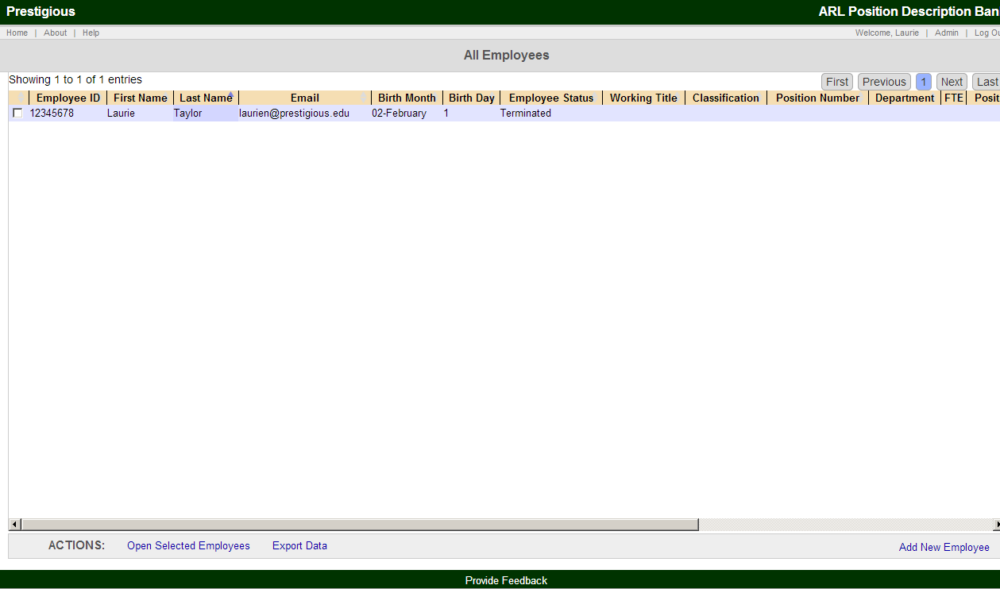 Prestigious ARL Position Description Ban
Home | About | Help Welcome, Laurie | Admin | Log Ou
All Employees
Showing 1 to 1 of 1 entries First Previous 1 Next Last
Employee ID First Name Last Name Email Birth Month Birth Day Employee Status Working Title Classification Position Number Department FTE Posit
12345678 Laurie Taylor laurien@prestigious.edu 02-February 1 Terminated
ACTIONS: Open Selected Employees Export Data Add New Employee
Provide Feedback